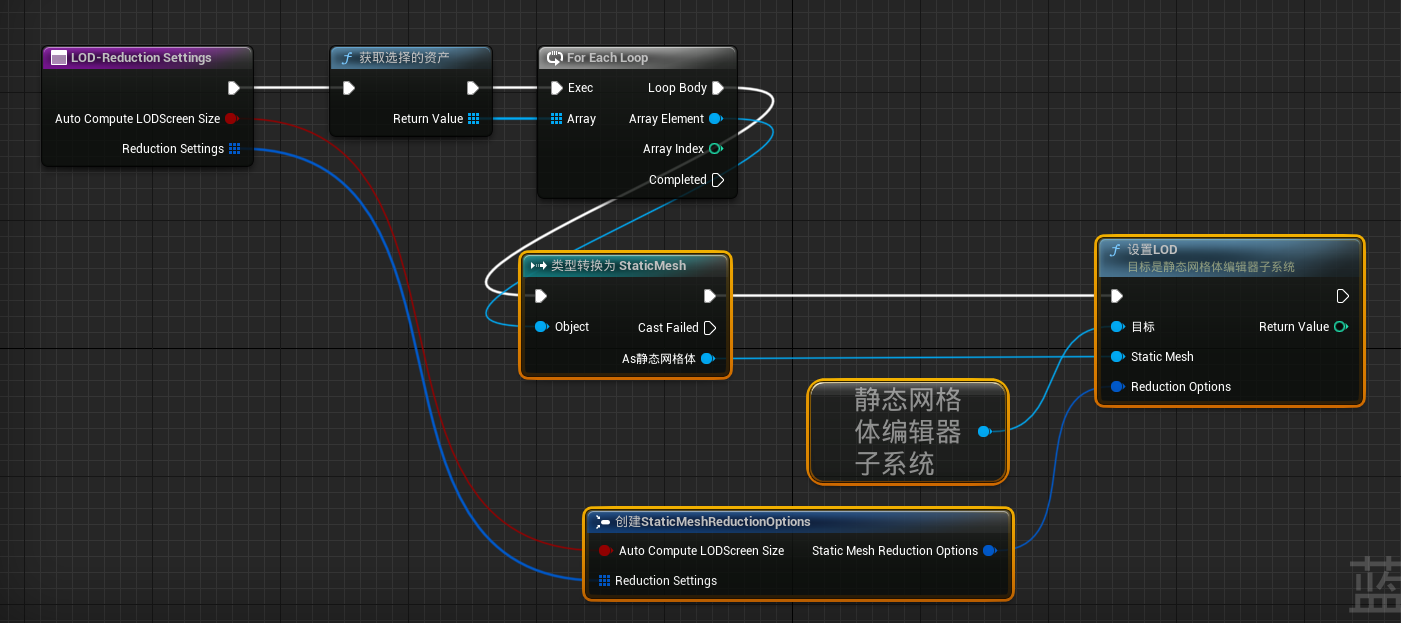 LOD-Reduction Settings
Auto Compute LODScreen Size
Reduction Settings
获取选择的资产
Return Value
For Each Loop
Exec
Loop Body
Array
Array Element
Array Index
Completed
类型转换为 StaticMesh
Object
Cast Failed
As静态网格体
静态网格
体编辑器
子系统
设置LOD
目标是静态网格体编辑器子系统
目标
Return Value
Static Mesh
Reduction Options
创建StaticMeshReductionOptions
Auto Compute LODScreen Size
Static Mesh Reduction Options
Reduction Settings
蓝